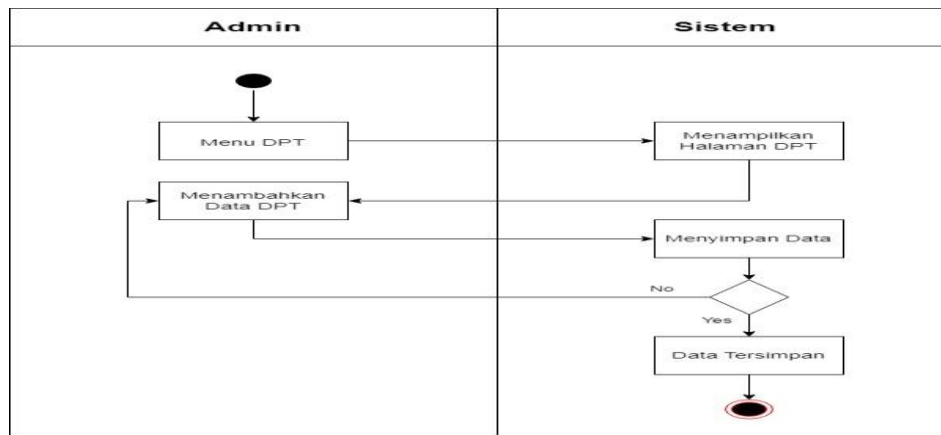 Admin
Sistem
Menu DPT
Menampilkan
Halaman DPT
Menambahkan
Data DPT
Menyimpan Data
No
Yes
Data Tersimpan